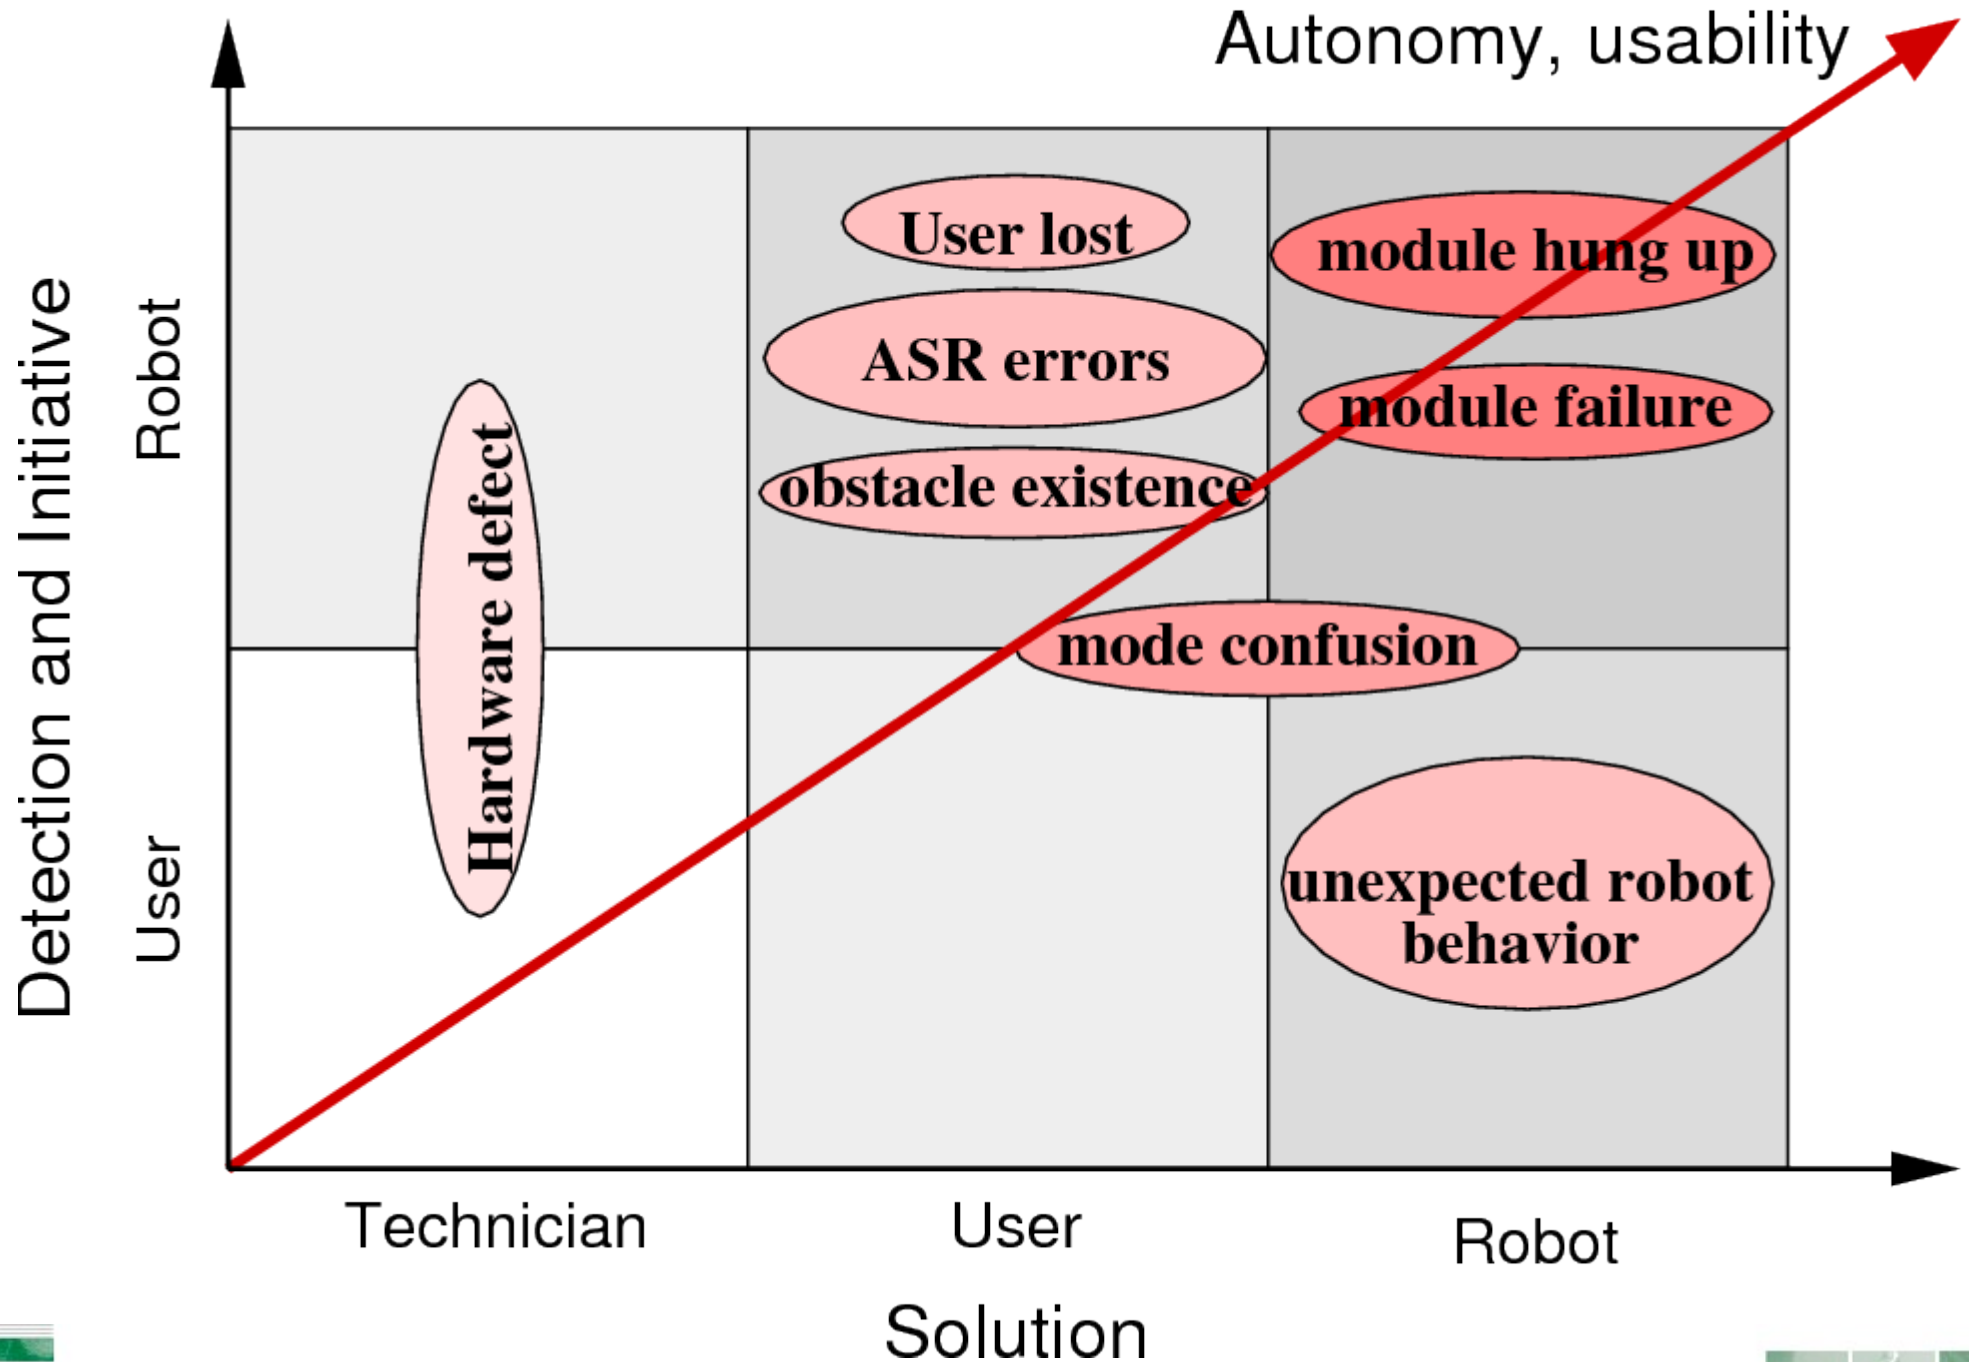 Autonomy, usability
Detection and Initiative
Robot
User
User lost
module hung up
ASR errors
module failure
obstacle existence
Hardware defect
mode confusion
unexpected robot
behavior
Technician
User
Robot
Solution